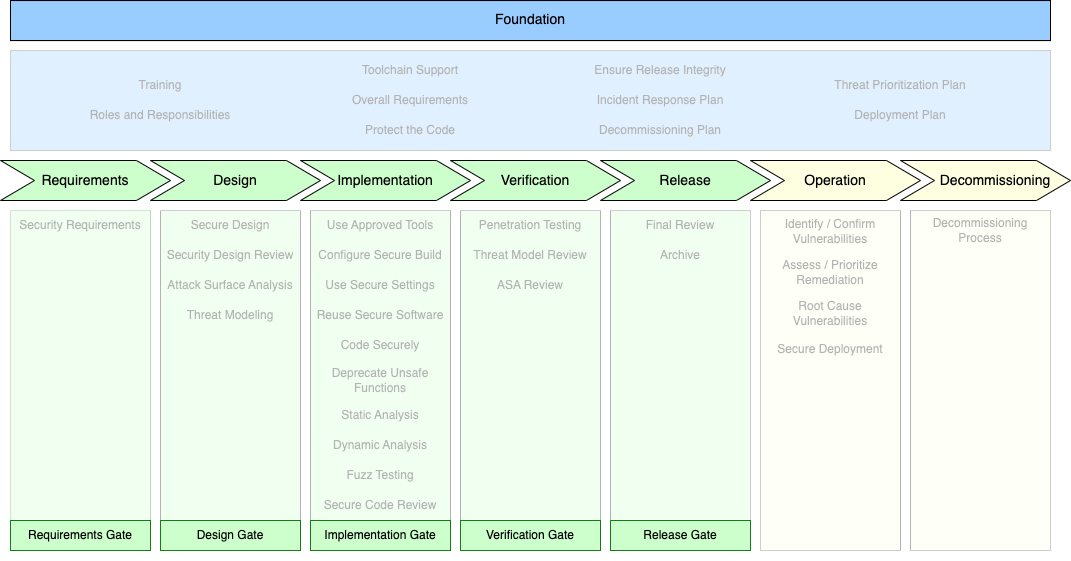 Foundation
Training
Roles and Responsibilities
Toolchain Support
Overall Requirements
Protect the Code
Ensure Release Integrity
Incident Response Plan
Decommissioning Plan
Threat Prioritization Plan
Deployment Plan
Requirements
Design
Implementation
Verification
Release
Operation
Decommissioning
Security Requirements
Requirements Gate
Secure Design
Security Design Review
Attack Surface Analysis
Threat Modeling
Design Gate
Use Approved Tools
Configure Secure Build
Use Secure Settings
Reuse Secure Software
Code Securely
Deprecate Unsafe
Functions
Static Analysis
Dynamic Analysis
Fuzz Testing
Secure Code Review
Implementation Gate
Penetration Testing
Threat Model Review
ASA Review
Verification Gate
Final Review
Archive
Release Gate
Identify / Confirm
Vulnerabilities
Assess / Prioritize
Remediation
Root Cause
Vulnerabilities
Secure Deployment
Decommissioning
Process